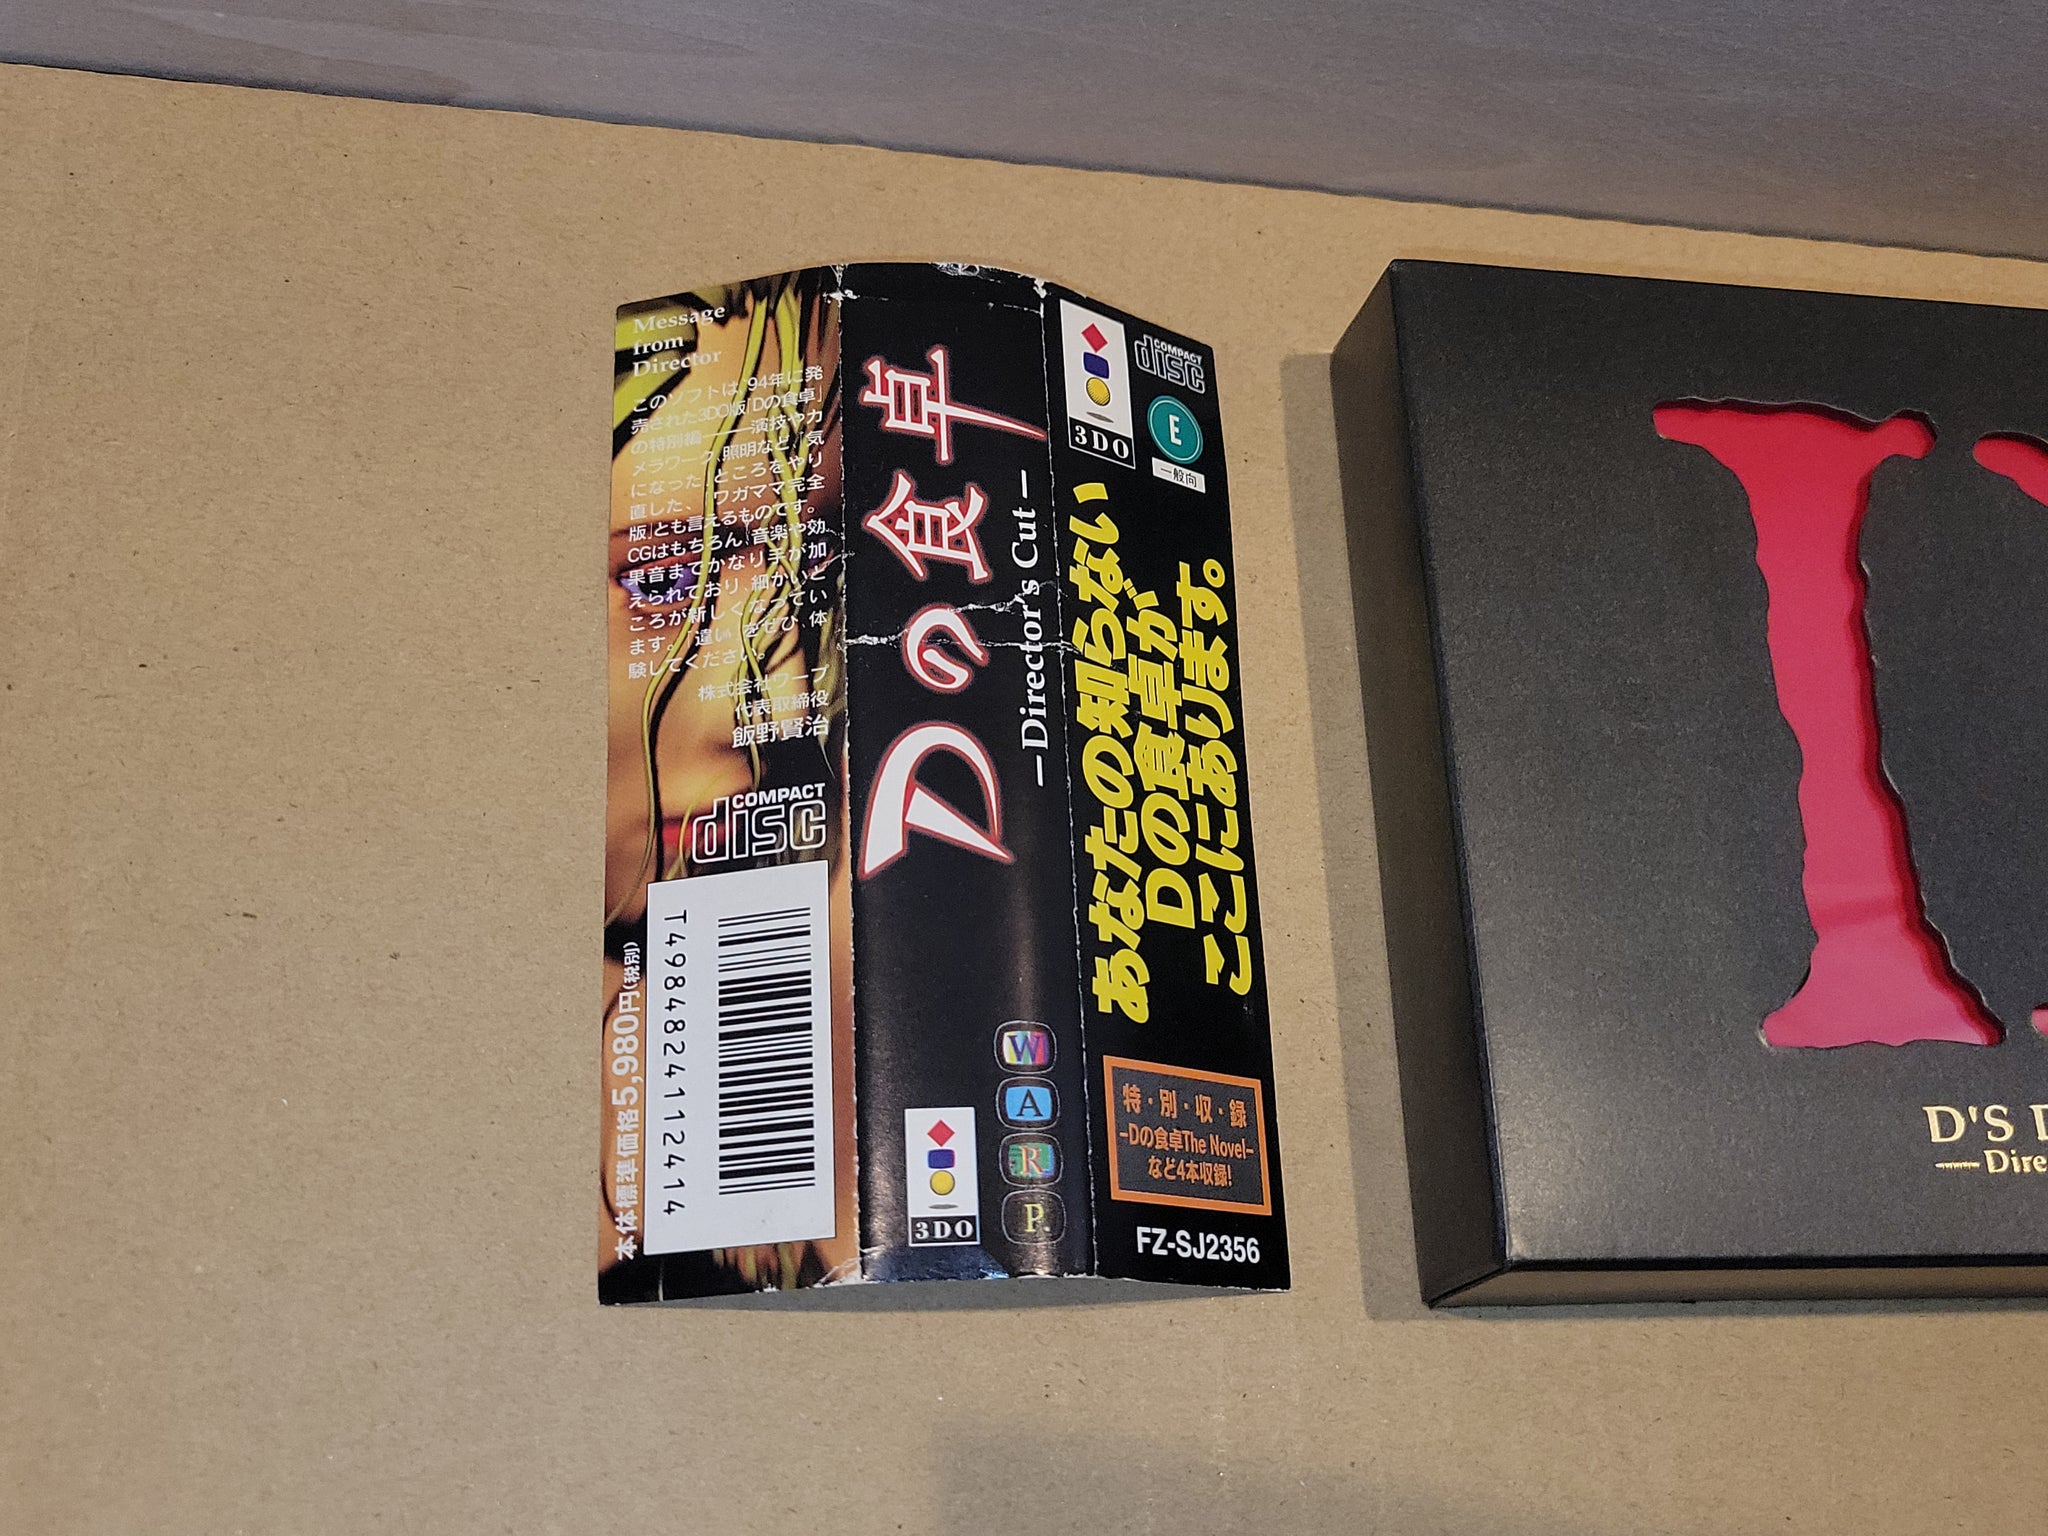 Message
from
Director
このソフトは'94年に発
売された3DO版「Dの食卓」
の特別編——演技やカ
メラワーク、照明など、「気
になった」ところをやり
直した、「ワガママ完全
版」とも言えるものです。
CGはもちろん、音楽や効
果音までかなり手が加
えられており、細かいと
ころが新しくなってい
ます。「違い」をぜひ、体
験してください。
株式会社ワープ
代表取締役
飯野賢治
COMPACT
disc
本体標準価格5,980円(税別)
T4984824112414
Dの食卓
–Director's Cut–
3DO
W
A
R
P
3DO
COMPACT
disc
E
一般向
あなたの知らない
Dの食卓が
ここにあります。
特・別・収・録
–Dの食卓The Novel–
など4本収録!
FZ-SJ2356
D'S D
—Dire